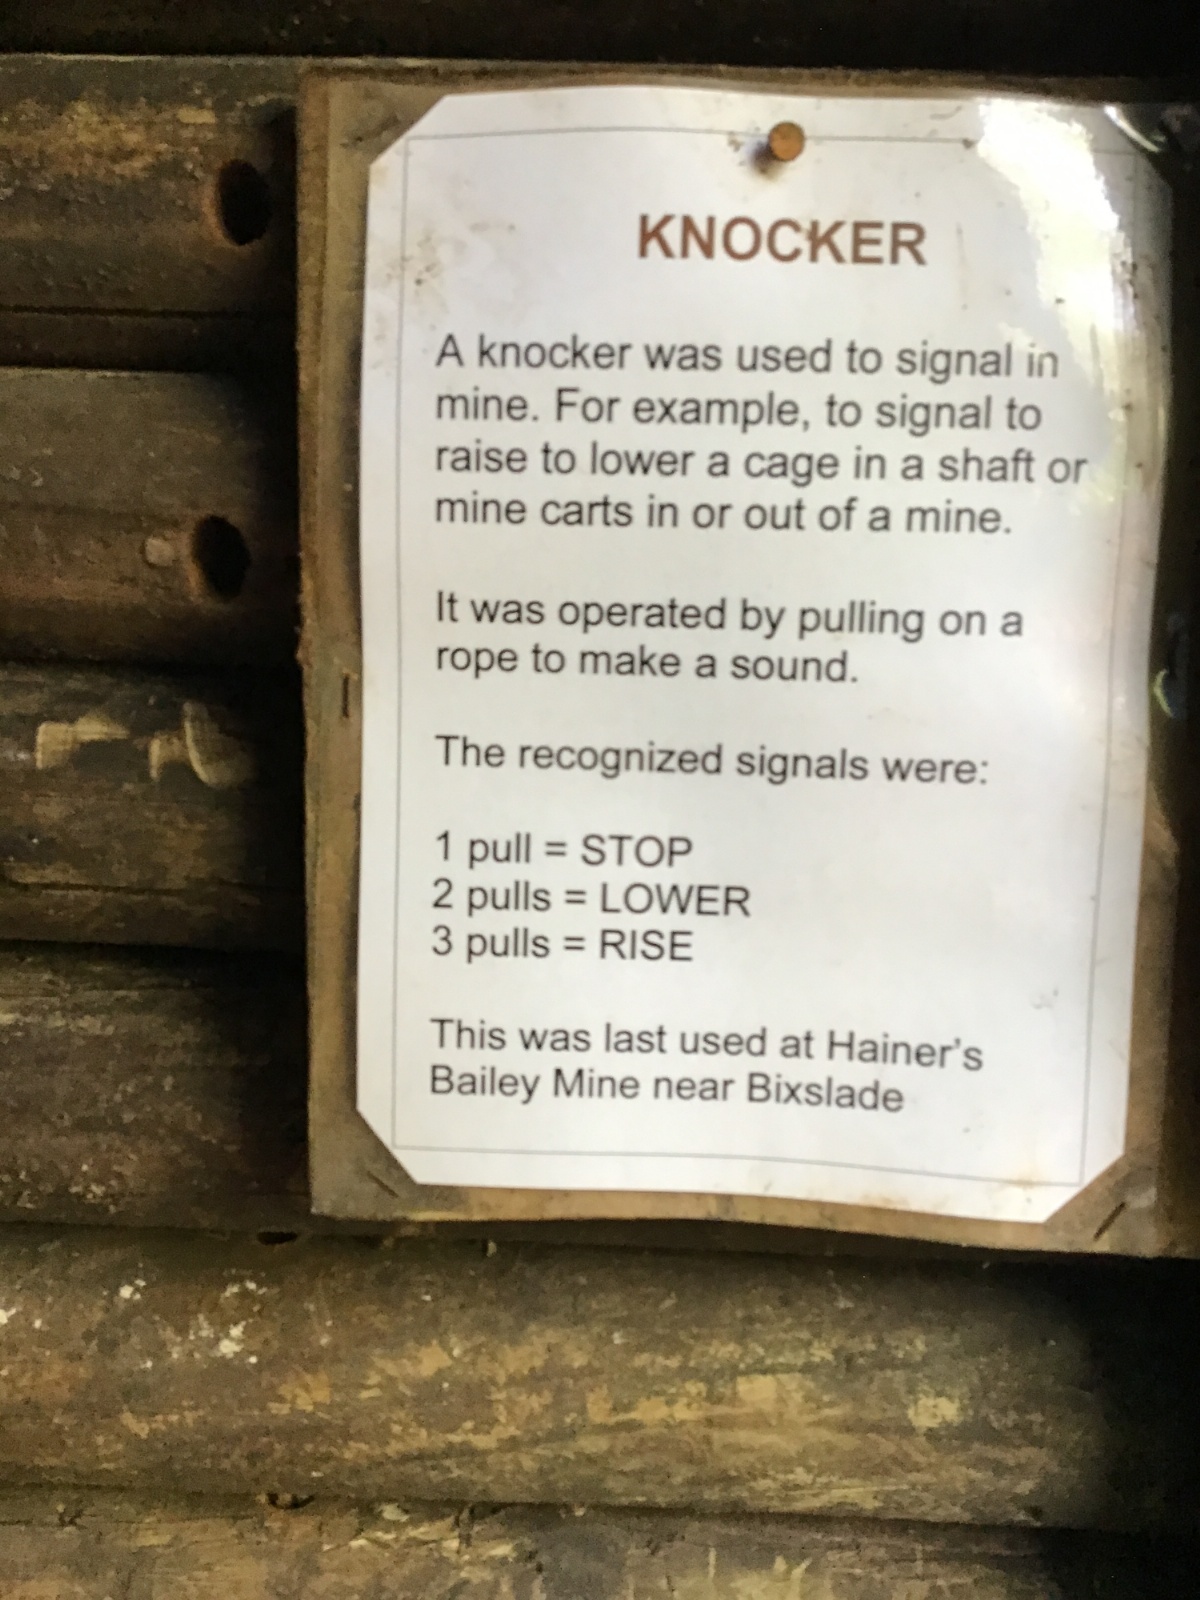 KNOCKER
A knocker was used to signal in
mine. For example, to signal to
raise to lower a cage in a shaft or
mine carts in or out of a mine.
It was operated by pulling on a
rope to make a sound.
The recognized signals were:
1 pull = STOP
2 pulls = LOWER
3 pulls = RISE
This was last used at Hainer's
Bailey Mine near Bixslade